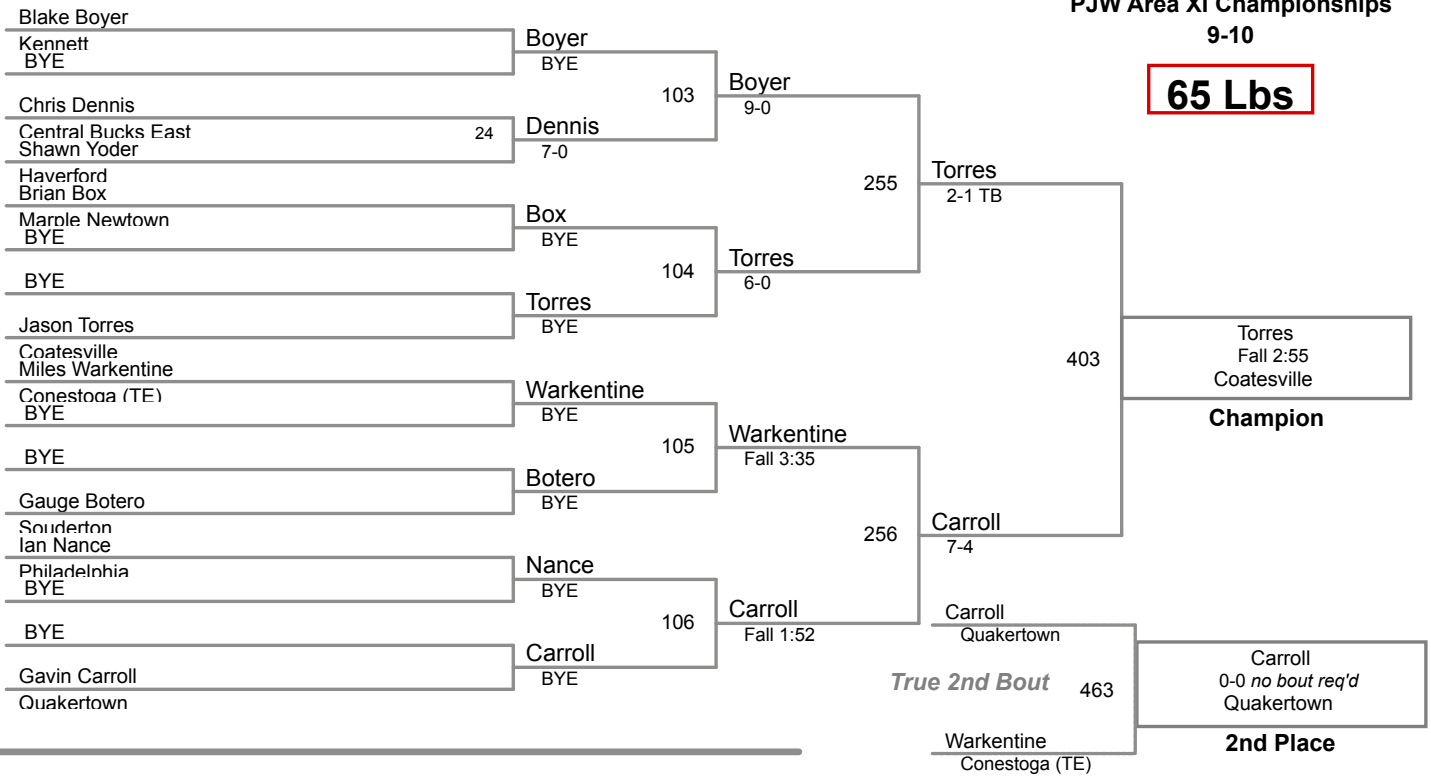 PJW Area XI Championships
9-10
65 Lbs
Blake Boyer
Kennett
BYE
Chris Dennis
Central Bucks East
24
Shawn Yoder
Haverford
Brian Box
Marple Newtown
BYE
BYE
Jason Torres
Coatesville
Miles Warkentine
Conestoga (TE)
BYE
BYE
Gauge Botero
Souderton
Ian Nance
Philadelphia
BYE
BYE
Gavin Carroll
Quakertown
Boyer
BYE
103
Dennis
7-0
Box
BYE
104
Torres
BYE
Warkentine
BYE
105
Botero
BYE
Nance
BYE
106
Carroll
BYE
Boyer
9-0
255
Torres
6-0
Warkentine
Fall 3:35
256
Carroll
Fall 1:52
Torres
2-1 TB
403
Carroll
7-4
Torres
Fall 2:55
Coatesville
Champion
Carroll
Quakertown
True 2nd Bout
463
Warkentine
Conestoga (TE)
Carroll
0-0 no bout req'd
Quakertown
2nd Place